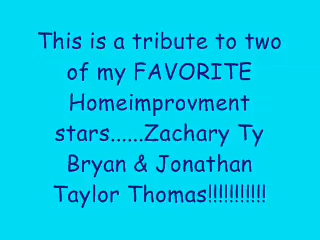 This is a tribute to two
of my FAVORITE
Homeimprovment
stars......Zachary Ty
Bryan & Jonathan
Taylor Thomas!!!!!!!!!!!